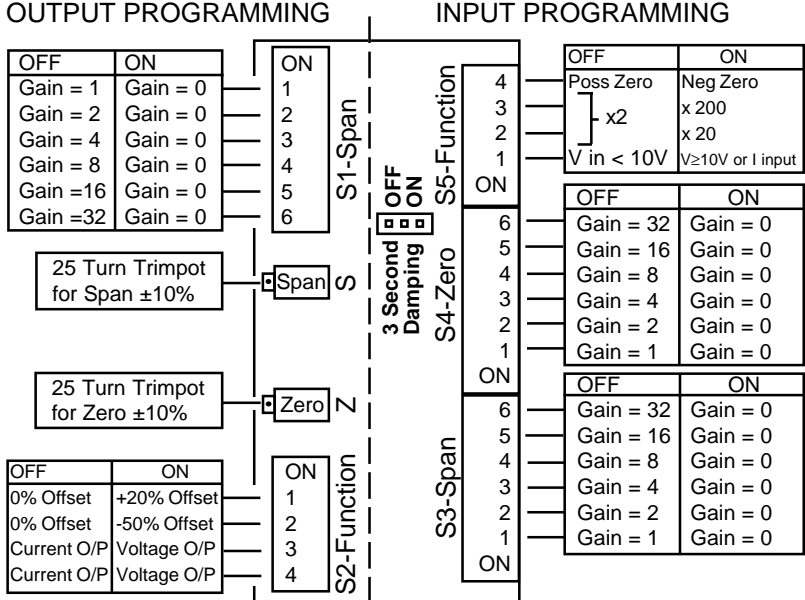 OUTPUT PROGRAMMING
INPUT PROGRAMMING
OFF ON
Gain = 1 Gain = 0
Gain = 2 Gain = 0
Gain = 4 Gain = 0
Gain = 8 Gain = 0
Gain =16 Gain = 0
Gain =32 Gain = 0
ON
1
2
3
4
5
6
S1-Span
25 Turn Trimpot
for Span ±10%
Span
S
25 Turn Trimpot
for Zero ±10%
Zero
Z
OFF ON
0% Offset +20% Offset
0% Offset -50% Offset
Current O/P Voltage O/P
Current O/P Voltage O/P
ON
1
2
3
4
S2-Function
OFF
ON
3 Second
Damping
S5-Function
4
3
2
1
ON
OFF ON
Poss Zero Neg Zero
x2
x 200
x 20
V in < 10V V≥10V or I input
S4-Zero
6
5
4
3
2
1
ON
OFF ON
Gain = 32 Gain = 0
Gain = 16 Gain = 0
Gain = 8 Gain = 0
Gain = 4 Gain = 0
Gain = 2 Gain = 0
Gain = 1 Gain = 0
S3-Span
6
5
4
3
2
1
ON
OFF ON
Gain = 32 Gain = 0
Gain = 16 Gain = 0
Gain = 8 Gain = 0
Gain = 4 Gain = 0
Gain = 2 Gain = 0
Gain = 1 Gain = 0